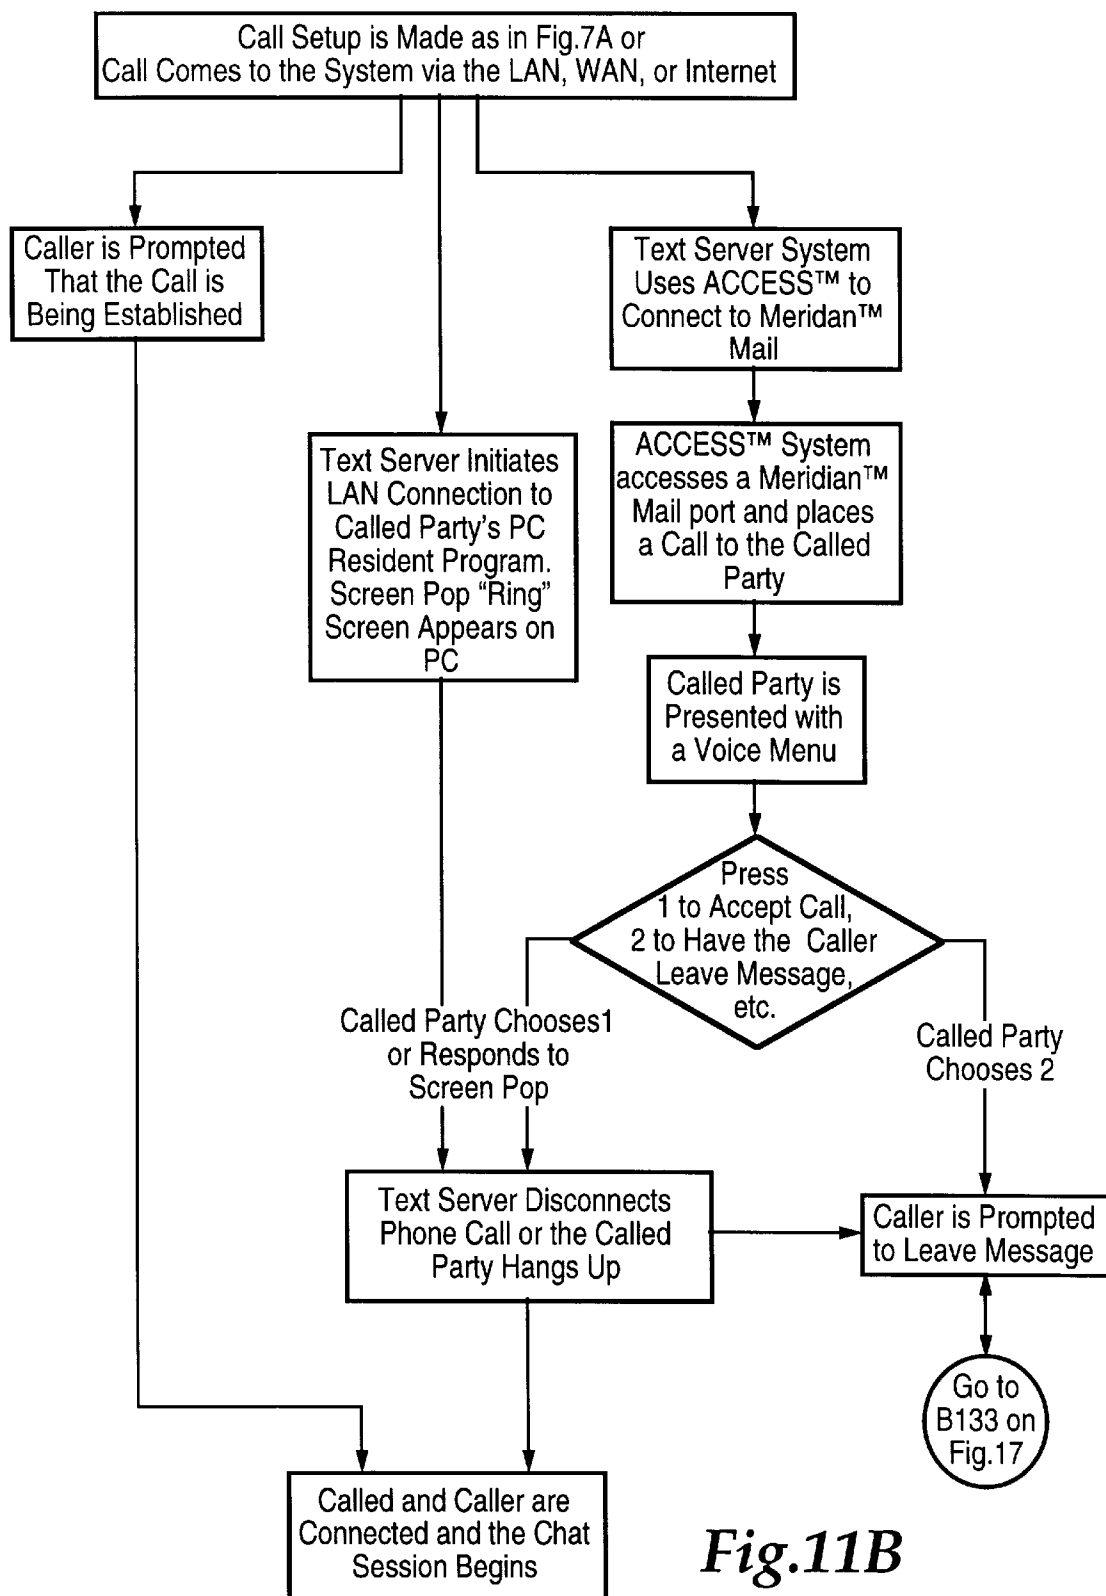 Call Setup is Made as in Fig.7A or
Call Comes to the System via the LAN, WAN, or Internet
Caller is Prompted
That the Call is
Being Established
Text Server System
Uses ACCESS™ to
Connect to Meridan™
Mail
Text Server Initiates
LAN Connection to
Called Party's PC
Resident Program.
Screen Pop “Ring”
Screen Appears on
PC
ACCESS™ System
accesses a Meridian™
Mail port and places
a Call to the Called
Party
Called Party is
Presented with
a Voice Menu
Press
1 to Accept Call,
2 to Have the Caller
Leave Message,
etc.
Called Party Chooses1
or Responds to
Screen Pop
Called Party
Chooses 2
Text Server Disconnects
Phone Call or the Called
Party Hangs Up
Caller is Prompted
to Leave Message
Go to
B133 on
Fig.17
Called and Caller are
Connected and the Chat
Session Begins
Fig.11B